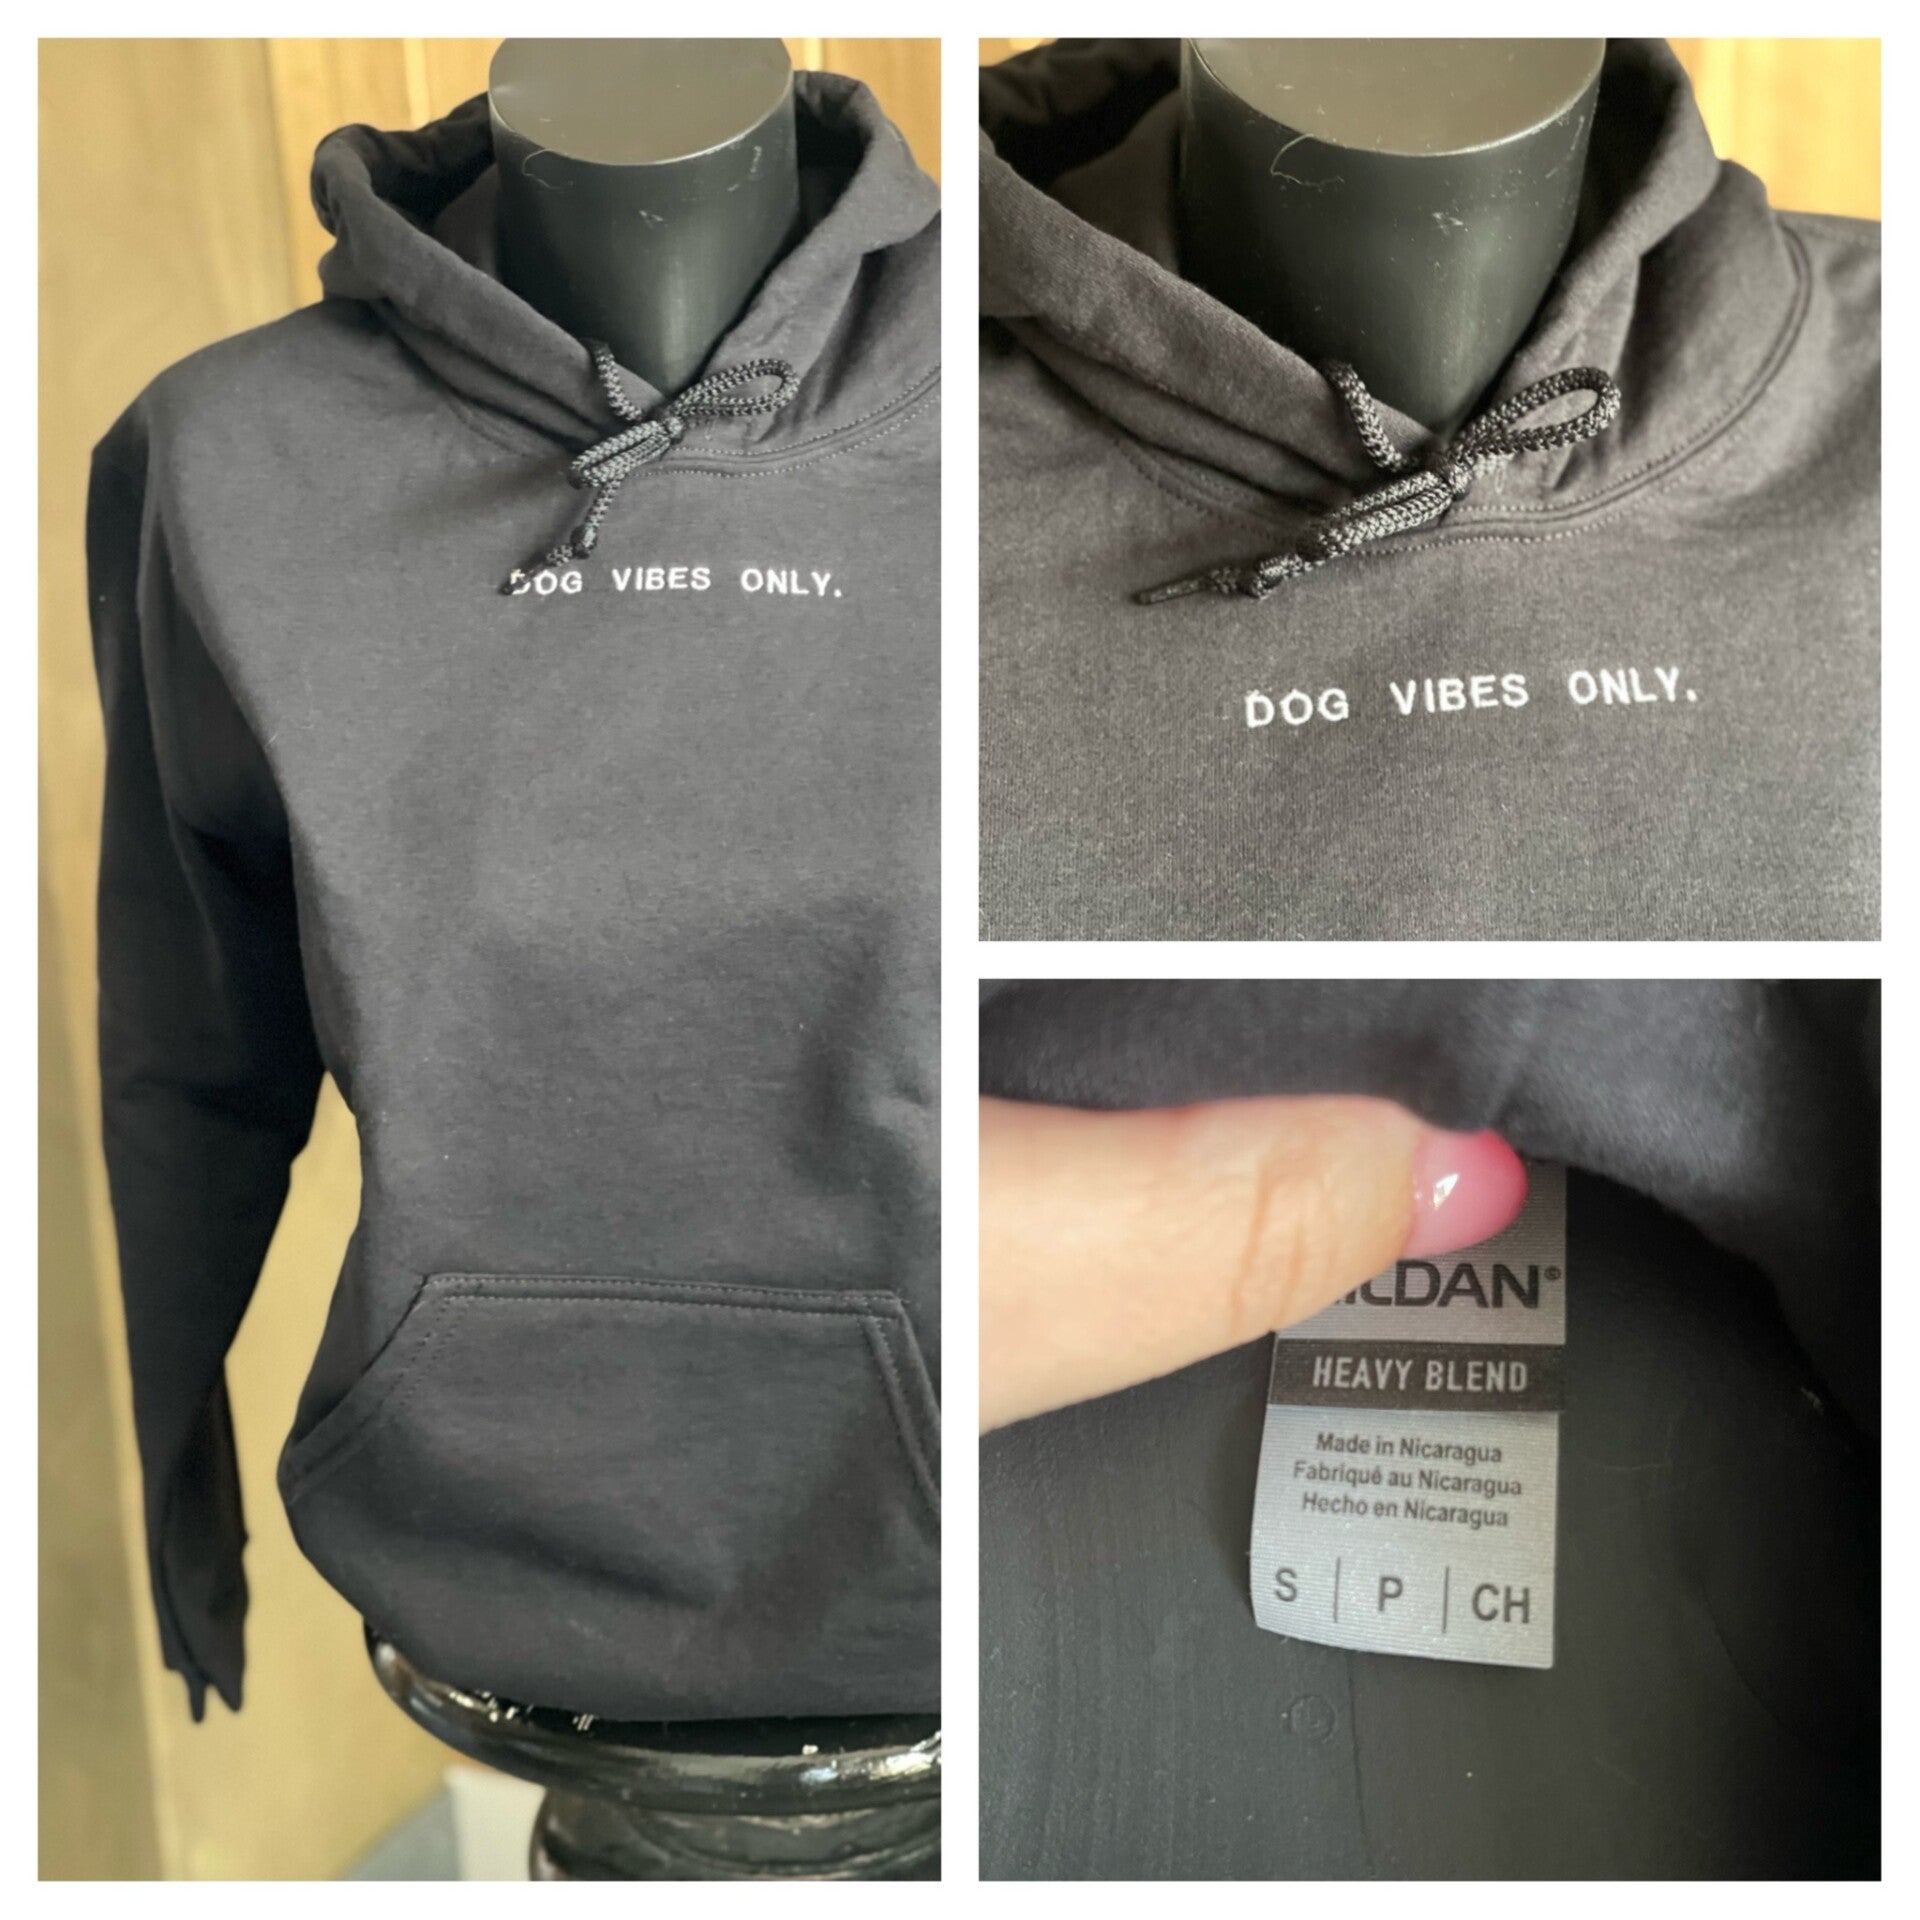 DOG VIBES ONLY.
DOG VIBES ONLY.
HEAVY BLEND
Made in Nicaragua
Fabriqué au Nicaragua
Hecho en Nicaragua
S | P | CH